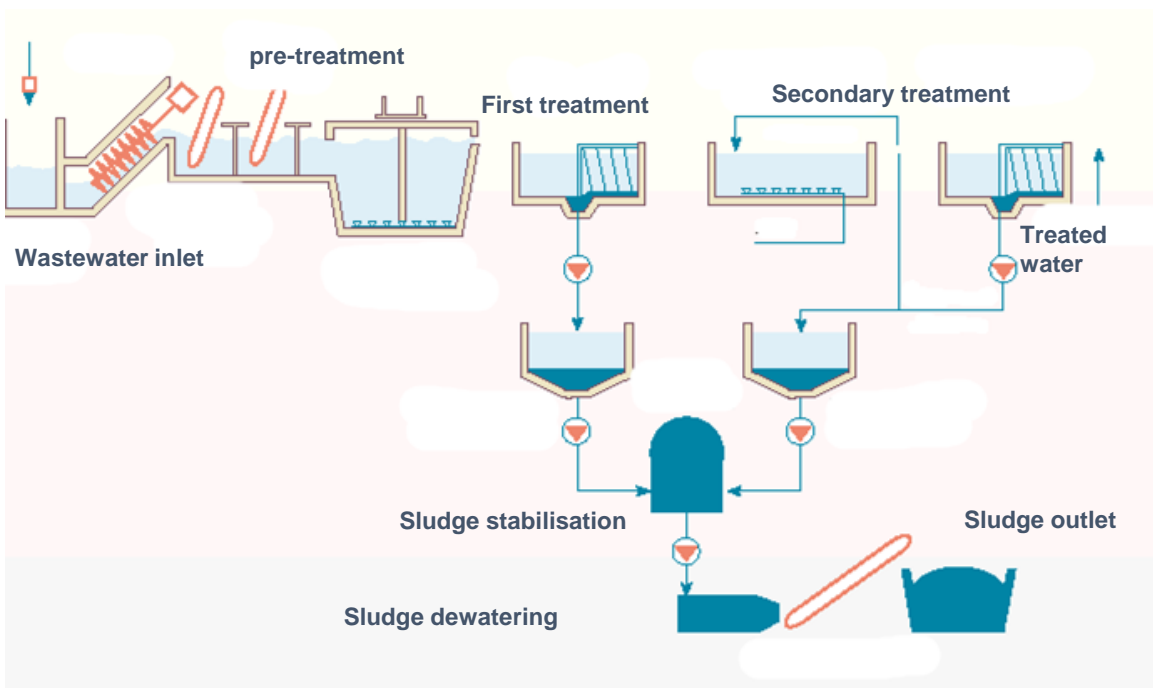 pre-treatment
First treatment
Secondary treatment
Wastewater inlet
Treated
water
Sludge stabilisation
Sludge outlet
Sludge dewatering